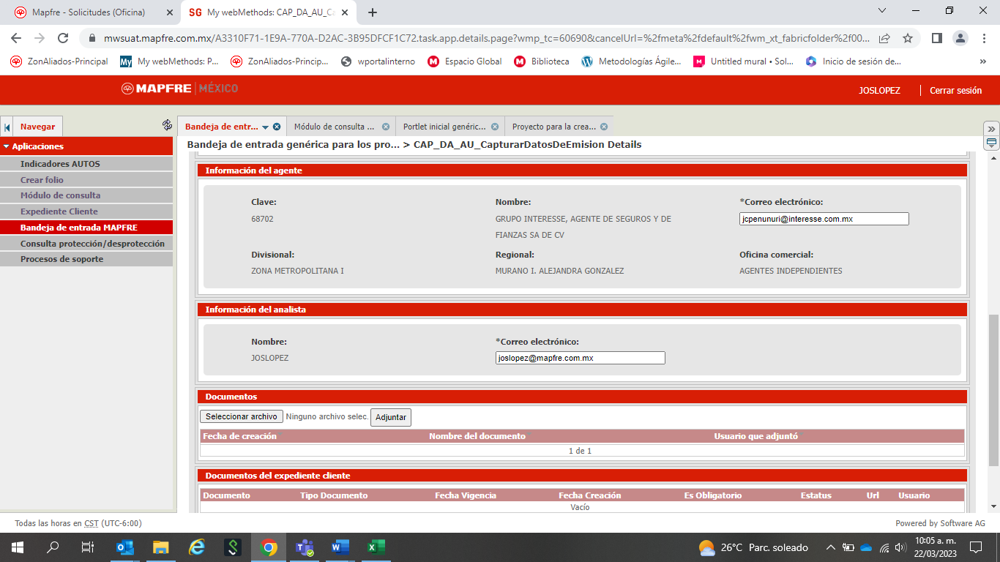 Mapfre - Solicitudes (Oficina)
SG My webMethods: CAP_DA_AU_Ca
mwsuat.mapfre.com.mx/A3310F71-1E9A-770A-D2AC-3B95DFCF1C72.task.app.details.page?wmp_tc=60690&cancelUrl=%2fmeta%2fdefault%2fwm_xt_fabricfolder%2f00...
ZonAliados-Principal
My My webMethods: P...
ZonAliados-Princip...
wportalinterno
Espacio Global
Biblioteca
Metodologías Ágile...
Untitled mural • Sol...
Inicio de sesión de...
MAPFRE MÉXICO
JOSLOPEZ
Cerrar sesión
Navegar
Bandeja de entr...
Módulo de consulta ...
Portlet inicial genéric...
Proyecto para la crea...
Aplicaciones
Indicadores AUTOS
Crear folio
Módulo de consulta
Expediente Cliente
Bandeja de entrada MAPFRE
Consulta protección/desprotección
Procesos de soporte
Bandeja de entrada genérica para los pro... > CAP_DA_AU_CapturarDatosDeEmision Details
Información del agente
Clave:
Nombre:
*Correo electrónico:
68702
GRUPO INTERESSE, AGENTE DE SEGUROS Y DE
FIANZAS SA DE CV
jcpenunuri@interesse.com.mx
Divisional:
Regional:
Oficina comercial:
ZONA METROPOLITANA I
MURANO I. ALEJANDRA GONZALEZ
AGENTES INDEPENDIENTES
Información del analista
Nombre:
*Correo electrónico:
JOSLOPEZ
joslopez@mapfre.com.mx
Documentos
Seleccionar archivo Ninguno archivo selec. Adjuntar
Fecha de creación
Nombre del documento
Usuario que adjuntó
1 de 1
Documentos del expediente cliente
Documento
Tipo Documento
Fecha Vigencia
Fecha Creación
Es Obligatorio
Estatus
Url
Usuario
Vacío
Todas las horas en CST (UTC-6:00)
Powered by Software AG
26°C Parc. soleado
10:05 a. m.
22/03/2023